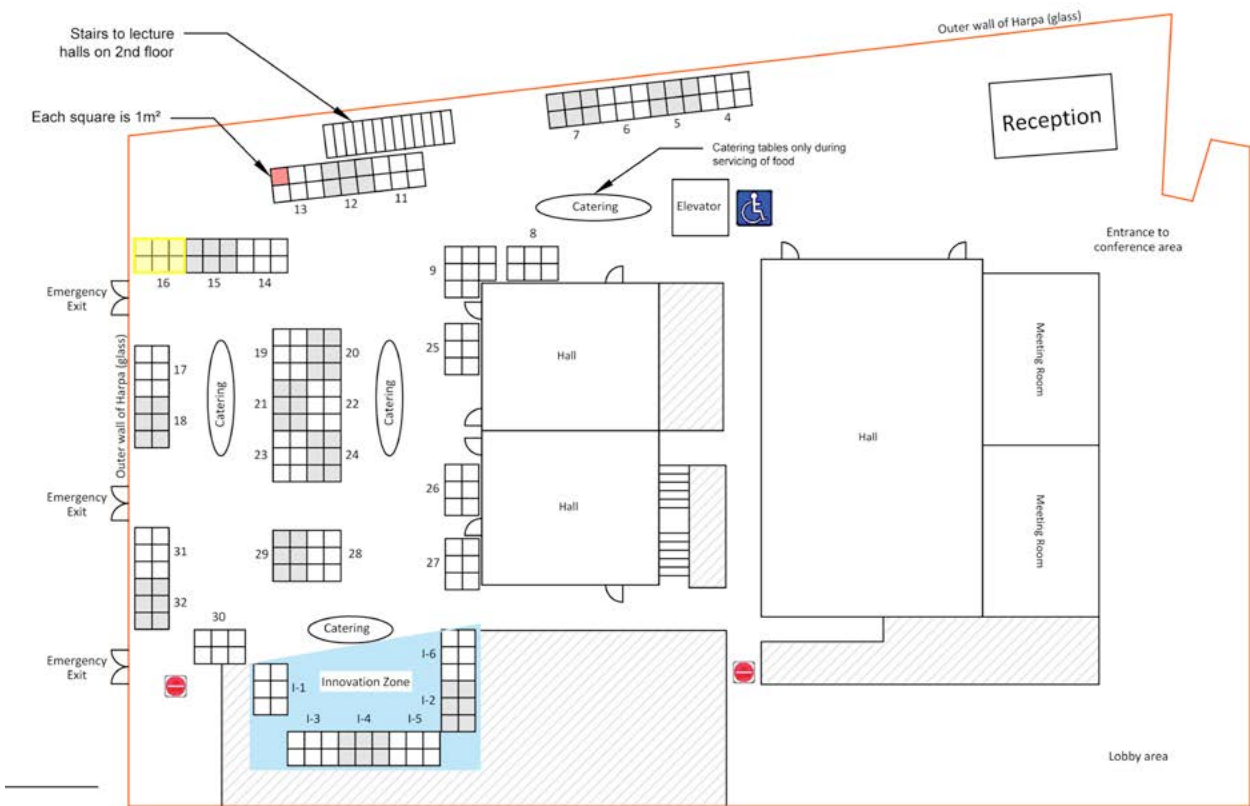 Outer wall of Harpa (glass)
Stairs to lecture
halls on 2nd floor
Each square is 1m²
7
6
5
4
Reception
Catering tables only during
servicing of food
13
12
11
Catering
Elevator
8
Entrance to
conference area
9
16
15
14
Emergency
Exit
Outer wall of Harpa (glass)
17
18
Catering
19
20
21
22
23
24
Catering
25
Hall
Hall
Meeting Room
26
Hall
Meeting Room
27
Emergency
Exit
31
32
29
28
30
Catering
Emergency
Exit
I-6
I-1
Innovation Zone
I-2
I-3
I-4
I-5
Lobby area